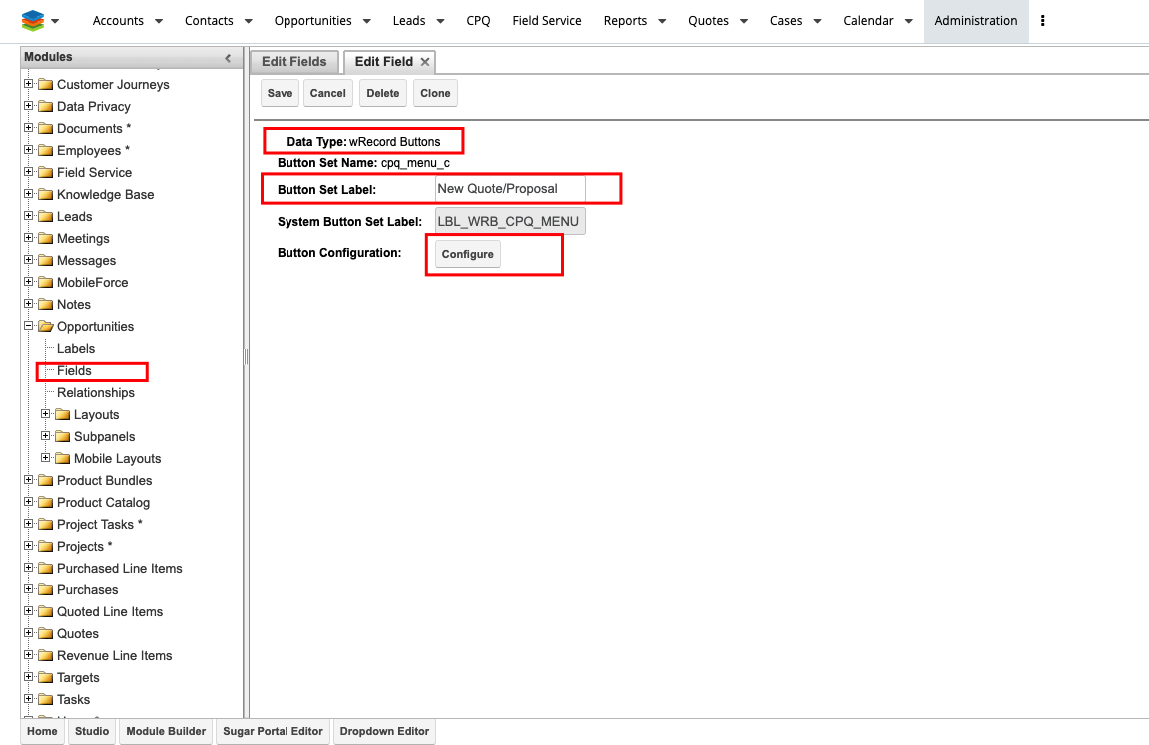 Accounts Contacts Opportunities Leads CPQ Field Service Reports Quotes Cases Calendar Administration
Modules
Customer Journeys
Data Privacy
Documents *
Employees *
Field Service
Knowledge Base
Leads
Meetings
Messages
MobileForce
Notes
Opportunities
Labels
Fields
Relationships
Layouts
Subpanels
Mobile Layouts
Product Bundles
Product Catalog
Project Tasks *
Projects *
Purchased Line Items
Purchases
Quoted Line Items
Quotes
Revenue Line Items
Targets
Tasks
Edit Fields Edit Field
Save Cancel Delete Clone
Data Type: wRecord Buttons
Button Set Name: cpq_menu_c
Button Set Label: New Quote/Proposal
System Button Set Label: LBL_WRB_CPQ_MENU
Button Configuration: Configure
Home Studio Module Builder Sugar Portal Editor Dropdown Editor